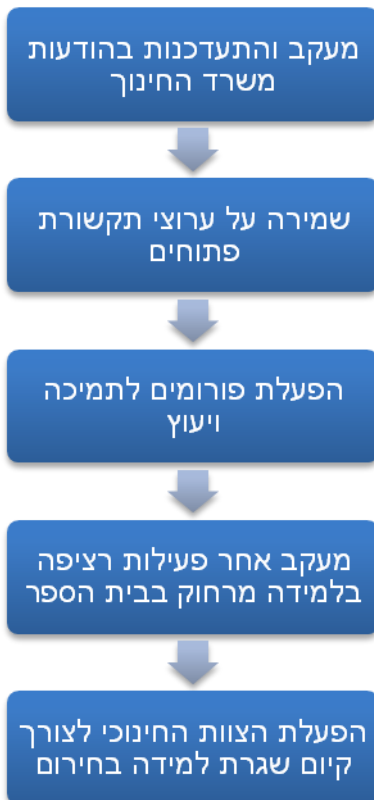 מעקב והתעדכנות בהודעות
משרד החינוך
שמירה על ערוצי תקשורת
פתוחים
הפעלת פורומים לתמיכה
ויעוץ
מעקב אחר פעילות רציפה
בלמידה מרחוק בבית הספר
הפעלת הצוות החינוכי לצורך
קיום שגרת למידה בחירום